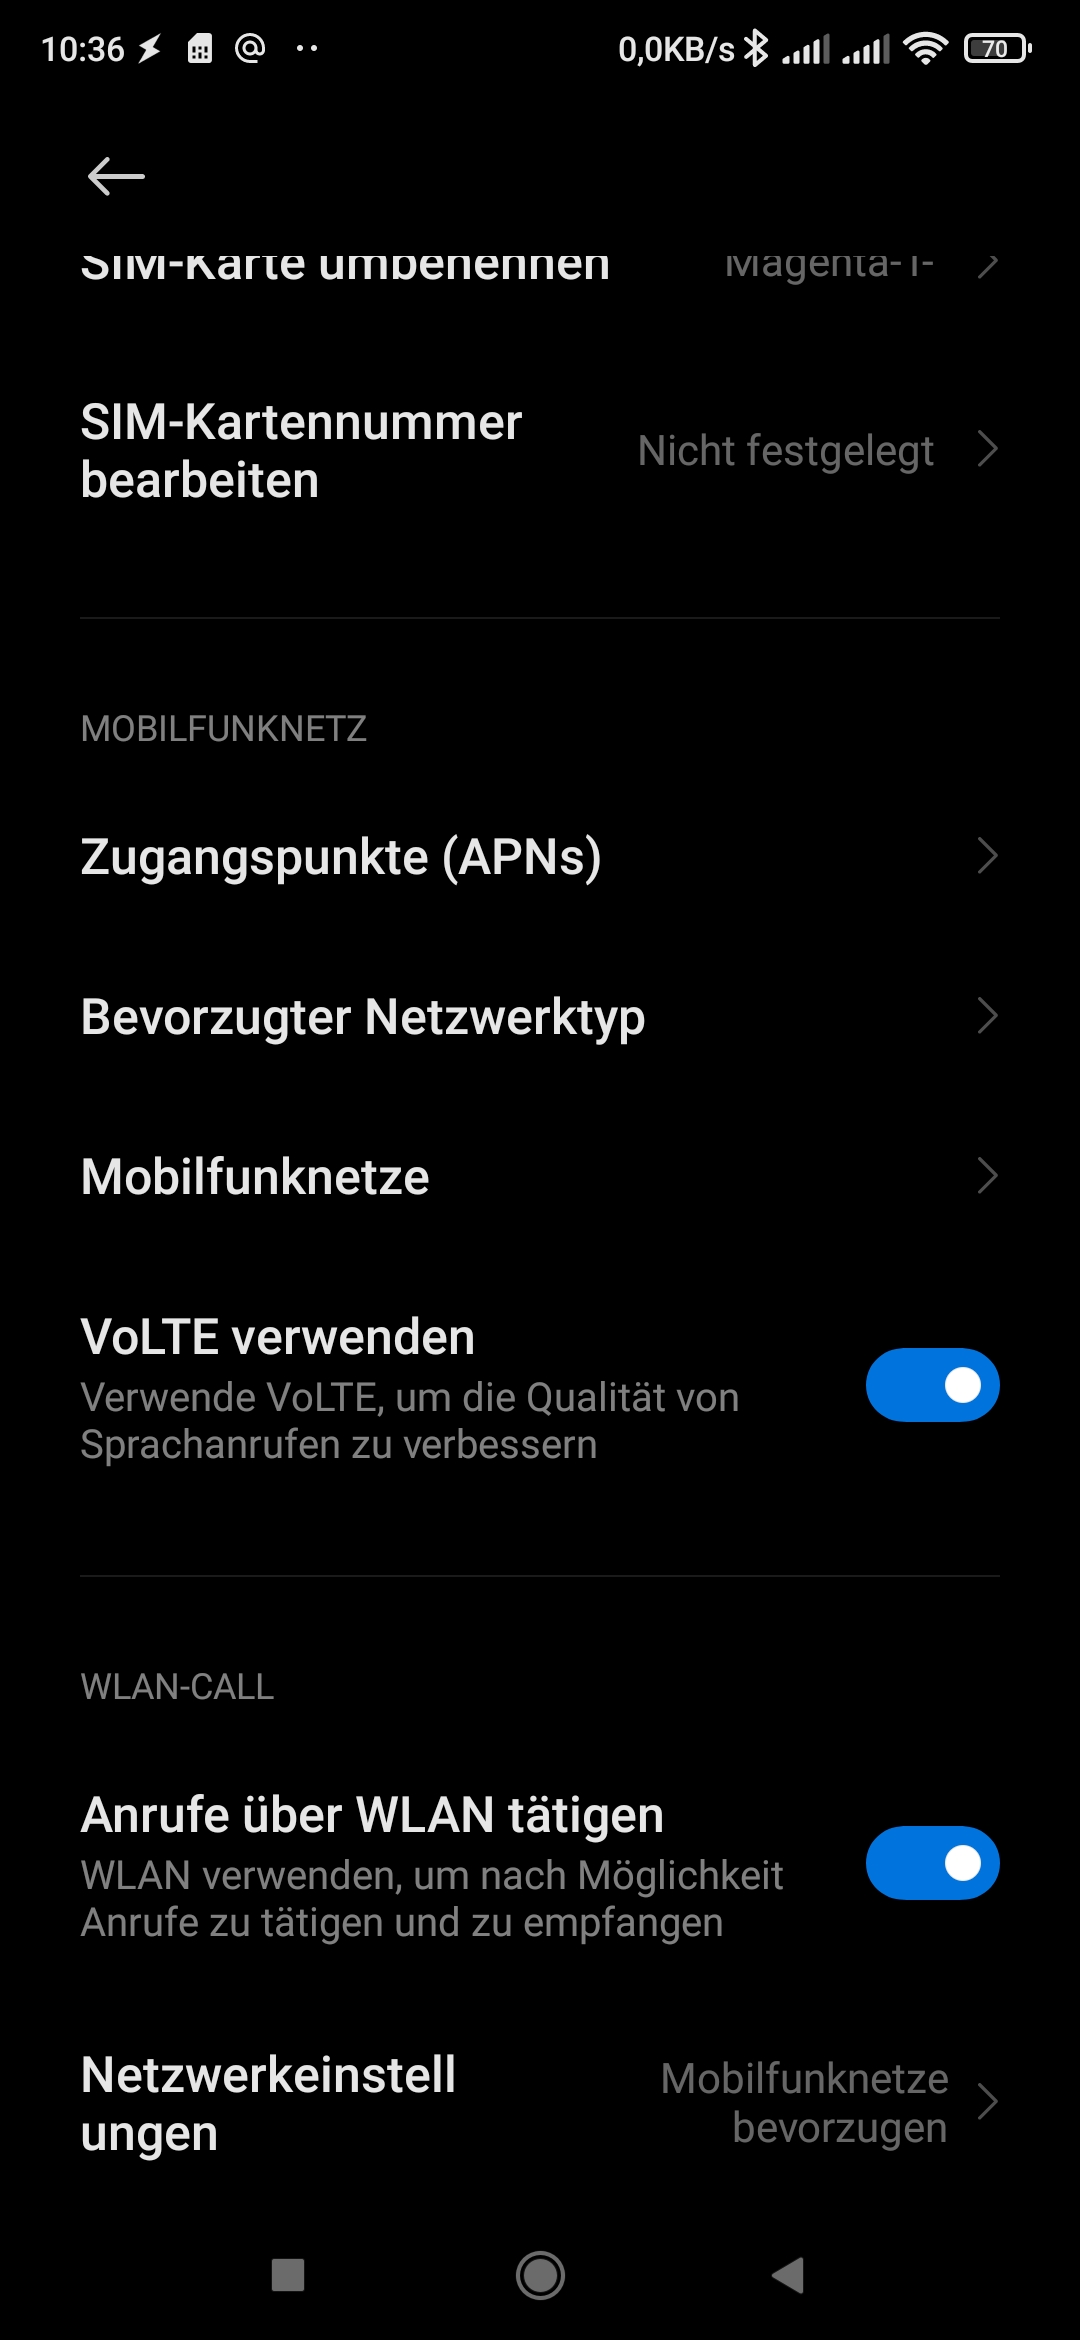 10:36 @ 0,0KB/s 70
SIM-Karte umbenennen Magenta-T-
SIM-Kartennummer
bearbeiten
Nicht festgelegt
MOBILFUNKNETZ
Zugangspunkte (APNs)
Bevorzugter Netzwerktyp
Mobilfunknetze
VoLTE verwenden
Verwende VoLTE, um die Qualität von
Sprachanrufen zu verbessern
WLAN-CALL
Anrufe über WLAN tätigen
WLAN verwenden, um nach Möglichkeit
Anrufe zu tätigen und zu empfangen
Netzwerkeinstell
ungen
Mobilfunknetze
bevorzugen